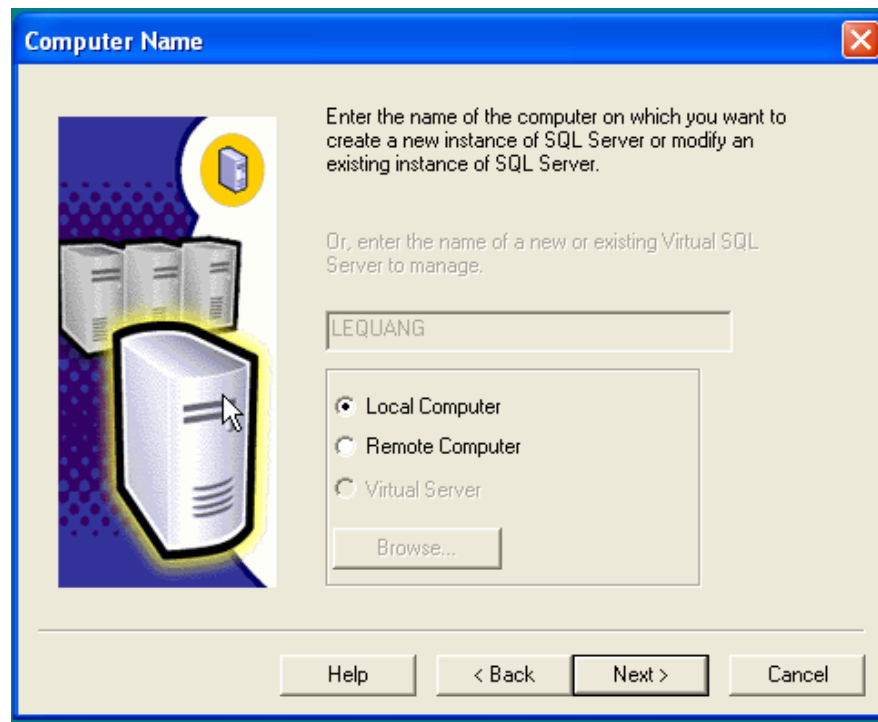 Computer Name
Enter the name of the computer on which you want to
create a new instance of SQL Server or modify an
existing instance of SQL Server.
Or, enter the name of a new or existing Virtual SQL
Server to manage.
LEQUANG
Local Computer
Remote Computer
Virtual Server
Browse...
Help
< Back
Next >
Cancel